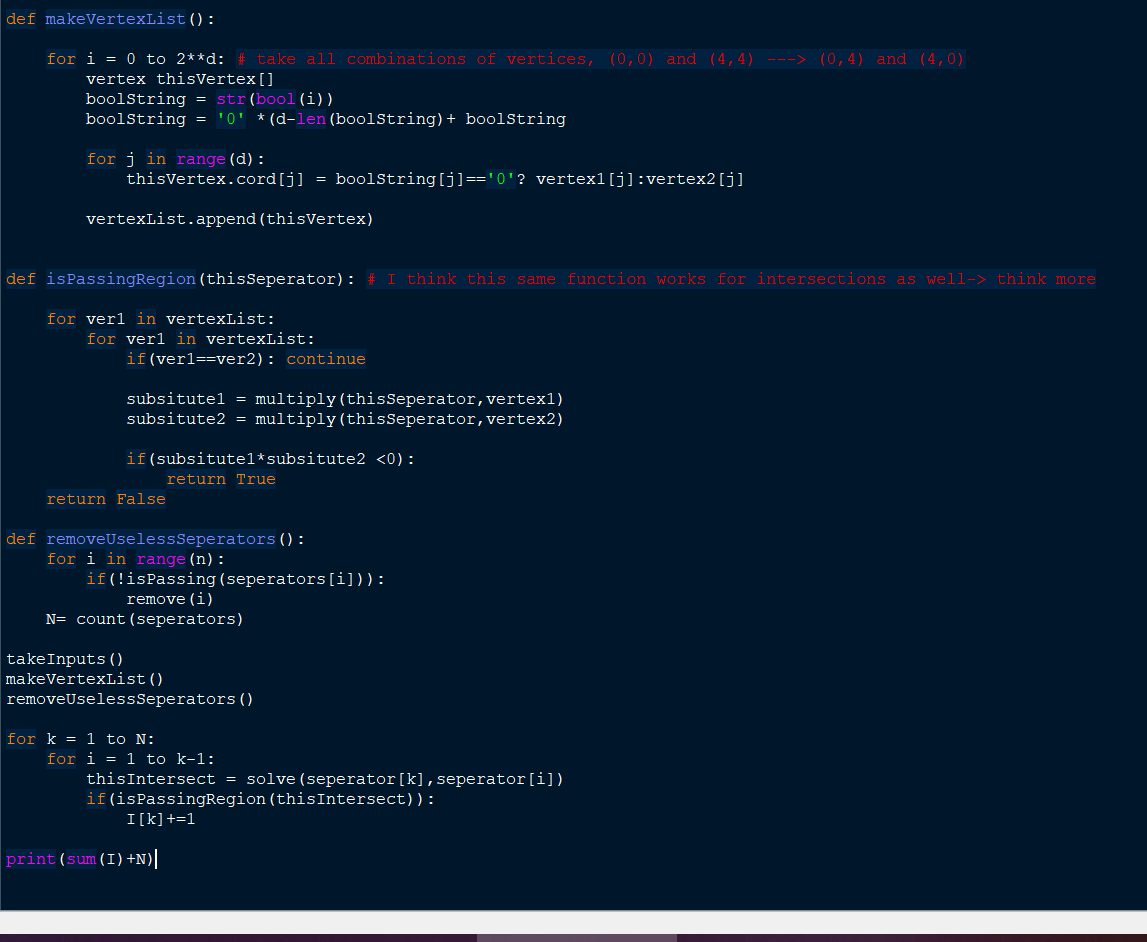 def makeVertexList():
for i = 0 to 2**d: # take all combinations of vertices, (0,0) and (4,4) ---> (0,4) and (4,0)
vertex thisVertex[]
boolString = str(bool(i))
boolString = '0' *(d-len(boolString)+ boolString
for j in range(d):
thisVertex.cord[j] = boolString[j]=='0'? vertex1[j]:vertex2[j]
vertexList.append(thisVertex)
def isPassingRegion(thisSeperator): # I think this same function works for intersections as well-> think more
for ver1 in vertexList:
for ver1 in vertexList:
if(ver1==ver2): continue
subsitute1 = multiply(thisSeperator,vertex1)
subsitute2 = multiply(thisSeperator,vertex2)
if(subsitute1*subsitute2 <0):
return True
return False
def removeUselessSeperators():
for i in range(n):
if(!isPassing(seperators[i])):
remove(i)
N= count(seperators)
takeInputs()
makeVertexList()
removeUselessSeperators()
for k = 1 to N:
for i = 1 to k-1:
thisIntersect = solve(seperator[k],seperator[i])
if(isPassingRegion(thisIntersect)):
I[k]+=1
print(sum(I)+N)